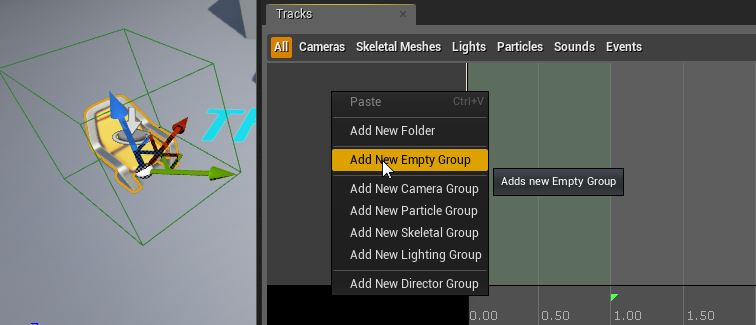 Tracks
All Cameras Skeletal Meshes Lights Particles Sounds Events
Paste Ctrl+V
Add New Folder
Add New Empty Group
Adds new Empty Group
Add New Camera Group
Add New Particle Group
Add New Skeletal Group
Add New Lighting Group
Add New Director Group
0.00 0.50 1.00 1.50